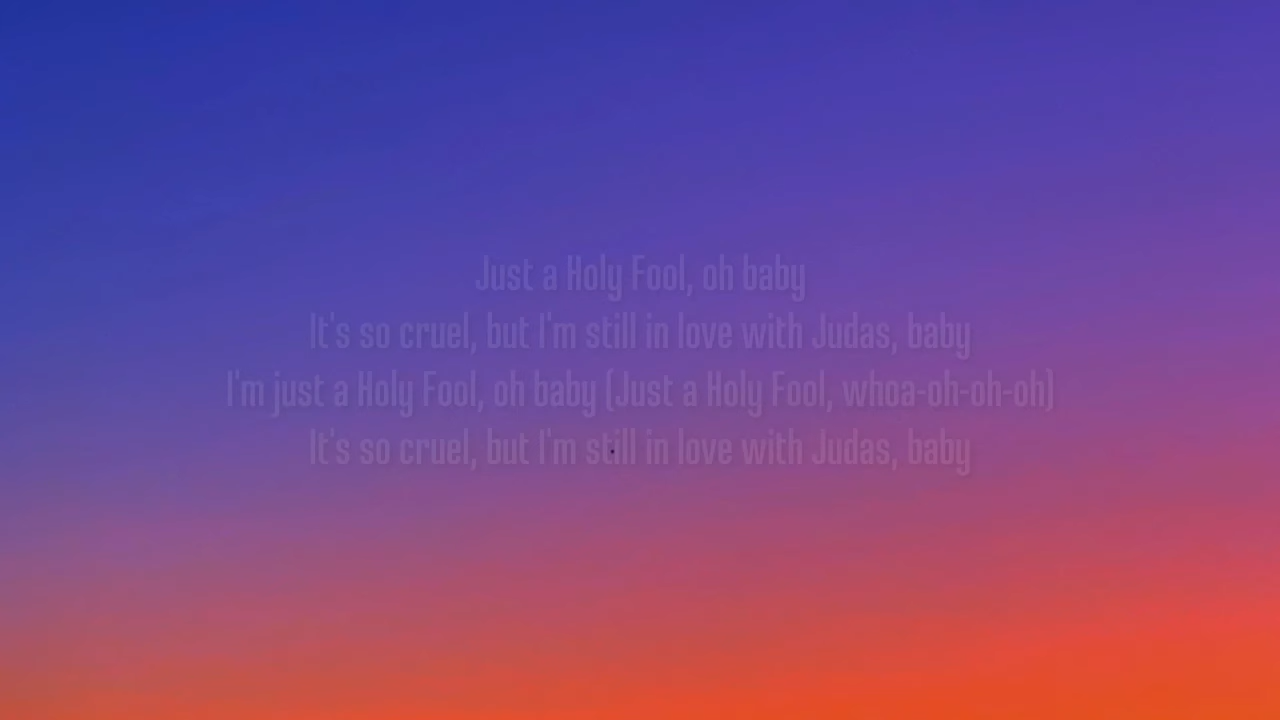 Just a Holy Fool, oh baby
It's so cruel, but I'm still in love with Judas, baby
I'm just a Holy Fool, oh baby (Just a Holy Fool, whoa-oh-oh-oh)
It's so cruel, but I'm still in love with Judas, baby